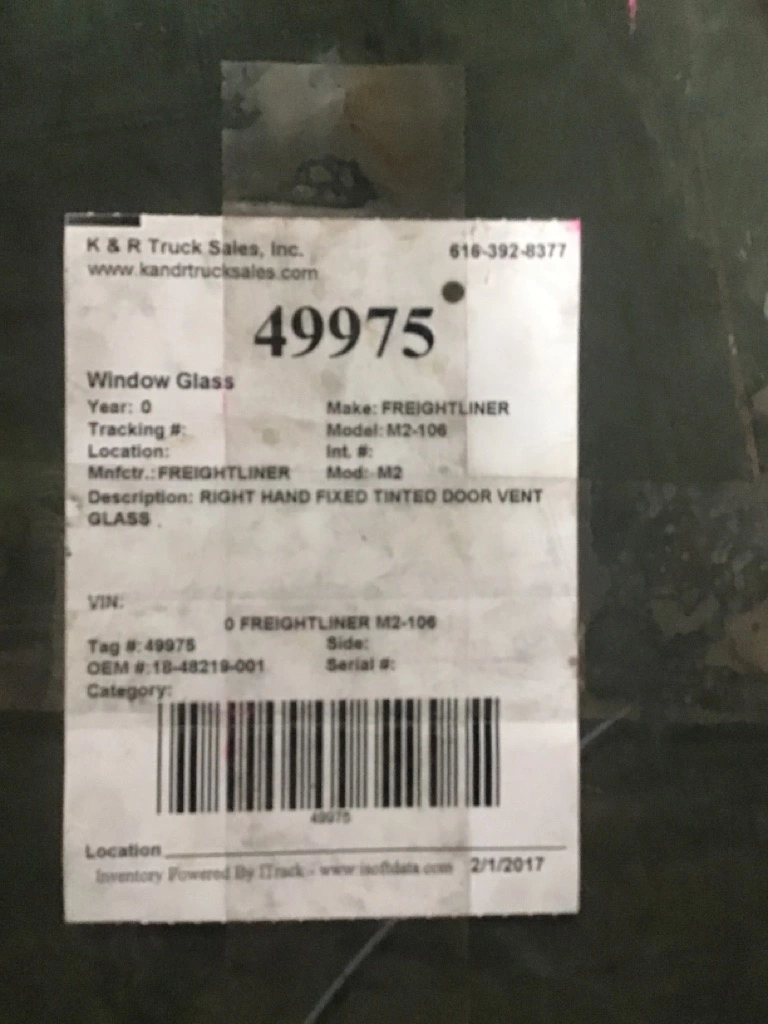 K & R Truck Sales, Inc. 616-392-8377
www.kandrtrucksales.com
49975
Window Glass
Year: 0 Make: FREIGHTLINER
Tracking #: Model: M2-106
Location: Int. #:
Mnfctr.: FREIGHTLINER Mod: M2
Description: RIGHT HAND FIXED TINTED DOOR VENT
GLASS
VIN:
0 FREIGHTLINER M2-106
Tag #: 49975 Side:
OEM #: 18-48219-001 Serial #:
Category:
49975
Location
Inventory Powered By ITrack - www.isoftdata.com 2/1/2017